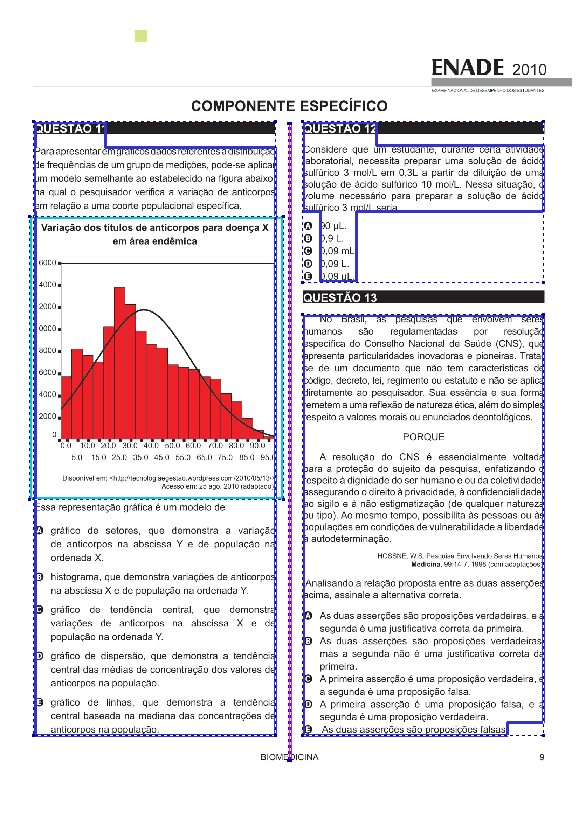 ENADE 2010
EXAME NACIONAL DE DESEMPENHO DOS ESTUDANTES
COMPONENTE ESPECÍFICO
QUESTÃO 11
Para apresentar em gráficos dados referentes à distribuição
de frequências de um grupo de medições, pode-se aplicar
um modelo semelhante ao estabelecido na figura abaixo,
na qual o pesquisador verifica a variação de anticorpos
em relação a uma coorte populacional específica.
Variação dos títulos de anticorpos para doença X
em área endêmica
6000
4000
2000
0000
8000
6000
4000
2000
0
0.0 10.0 20.0 30.0 40.0 50.0 60.0 70.0 80.0 90.0
5.0 15.0 25.0 35.0 45.0 55.0 65.0 75.0 85.0 95.0
Disponível em: <http://tecnologiaegestao.wordpress.com/2010/05/13/>
Acesso em: 25 ago. 2010 (adaptado).
Essa representação gráfica é um modelo de
A gráfico de setores, que demonstra a variação
de anticorpos na abscissa Y e de população na
ordenada X.
B histograma, que demonstra variações de anticorpos
na abscissa X e de população na ordenada Y.
C gráfico de tendência central, que demonstra
variações de anticorpos na abscissa X e de
população na ordenada Y.
D gráfico de dispersão, que demonstra a tendência
central das médias de concentração dos valores de
anticorpos na população.
E gráfico de linhas, que demonstra a tendência
central baseada na mediana das concentrações de
anticorpos na população.
QUESTÃO 12
Considere que um estudante, durante certa atividade
laboratorial, necessita preparar uma solução de ácido
sulfúrico 3 mol/L em 0,3L a partir da diluição de uma
solução de ácido sulfúrico 10 mol/L. Nessa situação, o
volume necessário para preparar a solução de ácido
sulfúrico 3 mol/L seria
A 90 µL.
B 0,9 L.
C 0,09 mL.
D 0,09 L.
E 0,09 µL.
QUESTÃO 13
No Brasil, as pesquisas que envolvem seres
humanos são regulamentadas por resolução
específica do Conselho Nacional de Saúde (CNS), que
apresenta particularidades inovadoras e pioneiras. Trata-
se de um documento que não tem características de
código, decreto, lei, regimento ou estatuto e não se aplica
diretamente ao pesquisador. Sua essência e sua forma
remetem a uma reflexão de natureza ética, além do simples
respeito a valores morais ou enunciados deontológicos.
PORQUE
A resolução do CNS é essencialmente voltada
para a proteção do sujeito da pesquisa, enfatizando o
respeito à dignidade do ser humano e ou da coletividade,
assegurando o direito à privacidade, à confidencialidade,
ao sigilo e à não estigmatização (de qualquer natureza
ou tipo). Ao mesmo tempo, possibilita às pessoas ou às
populações em condições de vulnerabilidade a liberdade
e autodeterminação.
HOSSNE, W.S. Pesquisa Envolvendo Seres Humanos.
Medicina, 99:14-7, 1998 (com adaptações).
Analisando a relação proposta entre as duas asserções
acima, assinale a alternativa correta.
A As duas asserções são proposições verdadeiras, e a
segunda é uma justificativa correta da primeira.
B As duas asserções são proposições verdadeiras,
mas a segunda não é uma justificativa correta da
primeira.
C A primeira asserção é uma proposição verdadeira, e
a segunda é uma proposição falsa.
D A primeira asserção é uma proposição falsa, e a
segunda é uma proposição verdadeira.
E As duas asserções são proposições falsas.
BIOMEDICINA
9